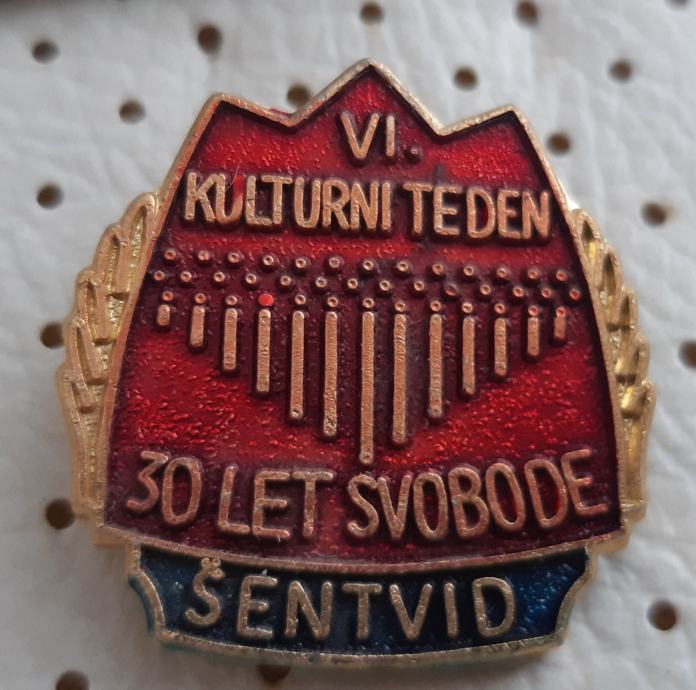 VI.
KULTURNI TEDEN
30 LET SVOBODE
ŠENTVID